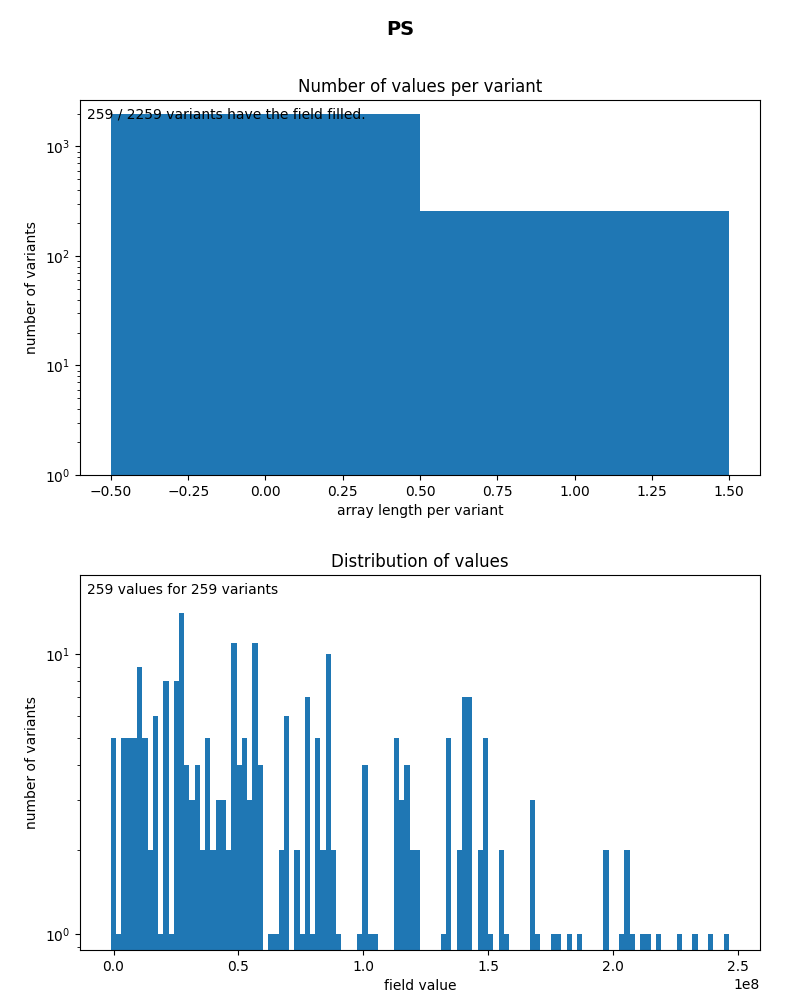 PS
Number of values per variant
259 / 2259 variants have the field filled.
number of variants
10³
10²
10¹
10⁰
−0.50 −0.25 0.00 0.25 0.50 0.75 1.00 1.25 1.50
array length per variant
Distribution of values
259 values for 259 variants
number of variants
10¹
10⁰
0.0 0.5 1.0 1.5 2.0 2.5
1e8
field value